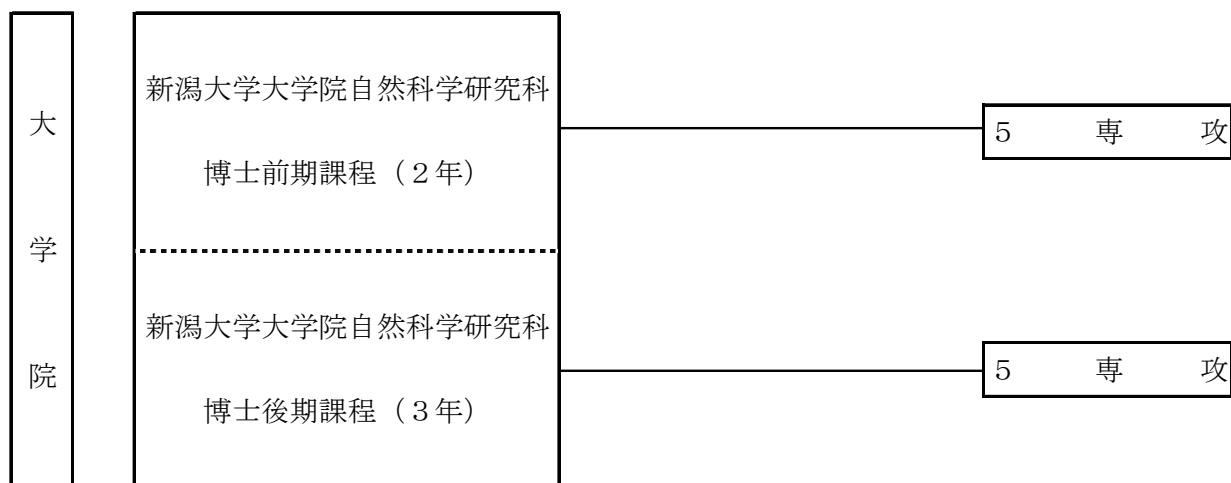 大学院
新潟大学大学院自然科学研究科
博士前期課程（２年）
５専攻
新潟大学大学院自然科学研究科
博士後期課程（３年）
５専攻